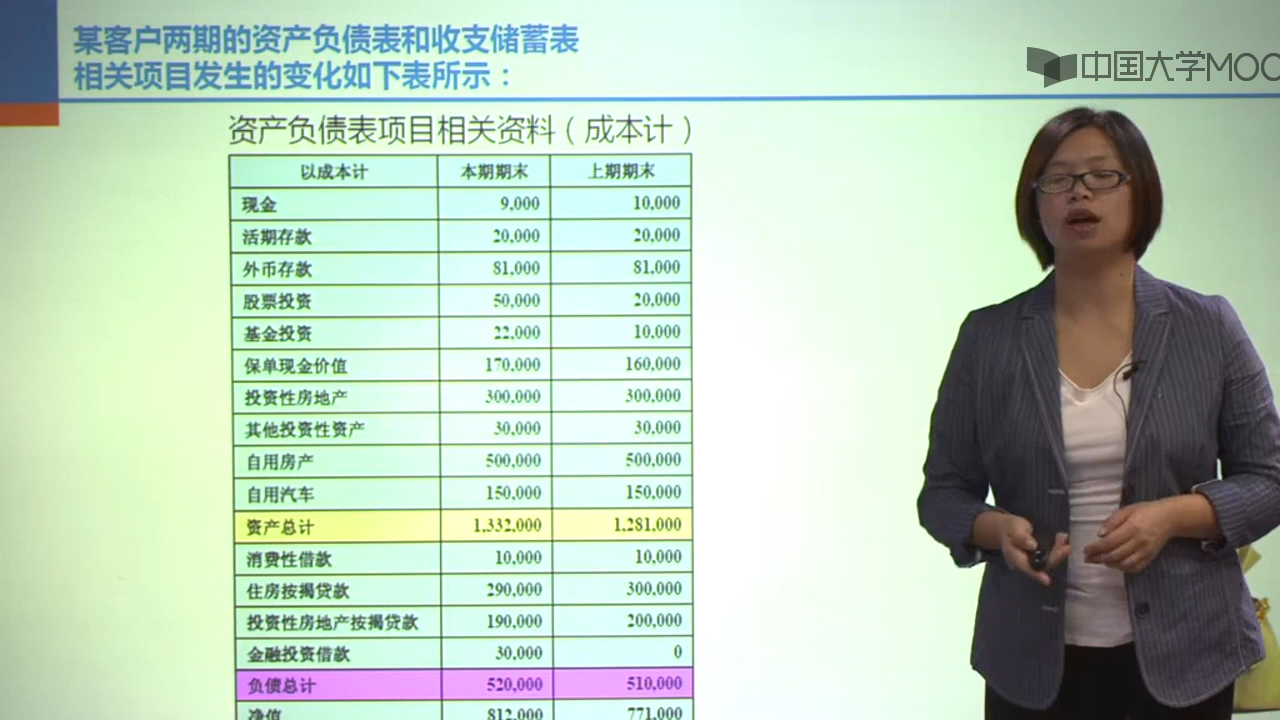 某客户两期的资产负债表和收支储蓄表
相关项目发生的变化如下表所示：
中国大学MOO
资产负债表项目相关资料（成本计）
以成本计 本期期末 上期期末
现金 9,000 10,000
活期存款 20,000 20,000
外币存款 81,000 81,000
股票投资 50,000 20,000
基金投资 22,000 10,000
保单现金价值 170,000 160,000
投资性房地产 300,000 300,000
其他投资性资产 30,000 30,000
自用房产 500,000 500,000
自用汽车 150,000 150,000
资产总计 1,332,000 1,281,000
消费性借款 10,000 10,000
住房按揭贷款 290,000 300,000
投资性房地产按揭贷款 190,000 200,000
金融投资借款 30,000 0
负债总计 520,000 510,000
净值 812,000 771,000